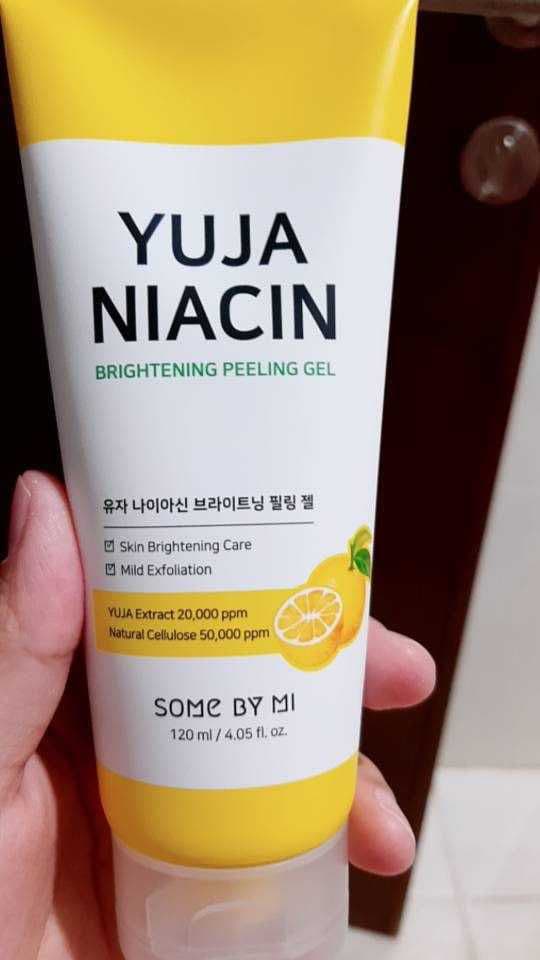 YUJA
NIACIN
BRIGHTENING PEELING GEL
유자 나이아신 브라이트닝 필링 젤
Skin Brightening Care
Mild Exfoliation
YUJA Extract 20,000 ppm
Natural Cellulose 50,000 ppm
SOME BY MI
120 ml / 4.05 fl. oz.